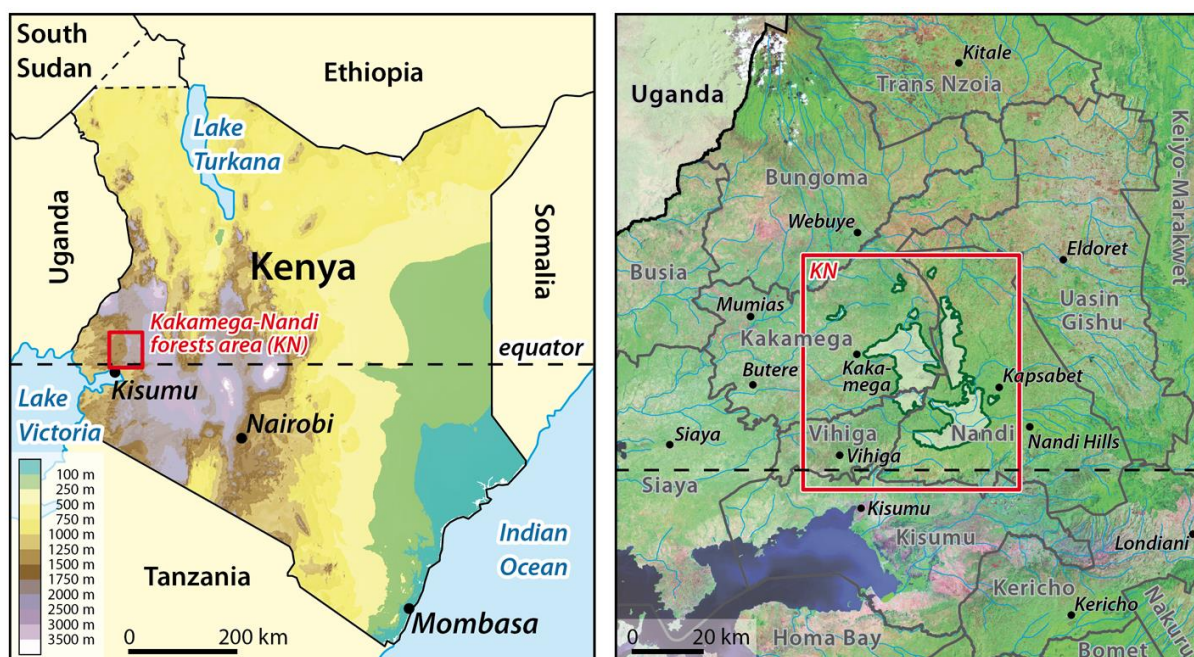 South
Sudan
Ethiopia
Lake
Turkana
Uganda
Kenya
Somalia
Kakamega-Nandi
forests area (KN)
equator
Kisumu
Lake
Victoria
Nairobi
100 m
250 m
500 m
750 m
1000 m
1250 m
1500 m
1750 m
2000 m
2500 m
3000 m
3500 m
Indian
Ocean
Tanzania
Mombasa
0 200 km
Uganda
Kitale
Trans Nzoia
Keiyo-Marakwet
Bungoma
Webuye
Eldoret
Busia
KN
Mumias
Uasin
Gishu
Kakamega
Kaka-
mega
Butere
Kapsabet
Siaya
Vihiga
Nandi
Nandi Hills
Vihiga
Siaya
Kisumu
Kisumu
Londiani
Kericho
Kericho
Nakuru
Homa Bay
Bomet
0 20 km